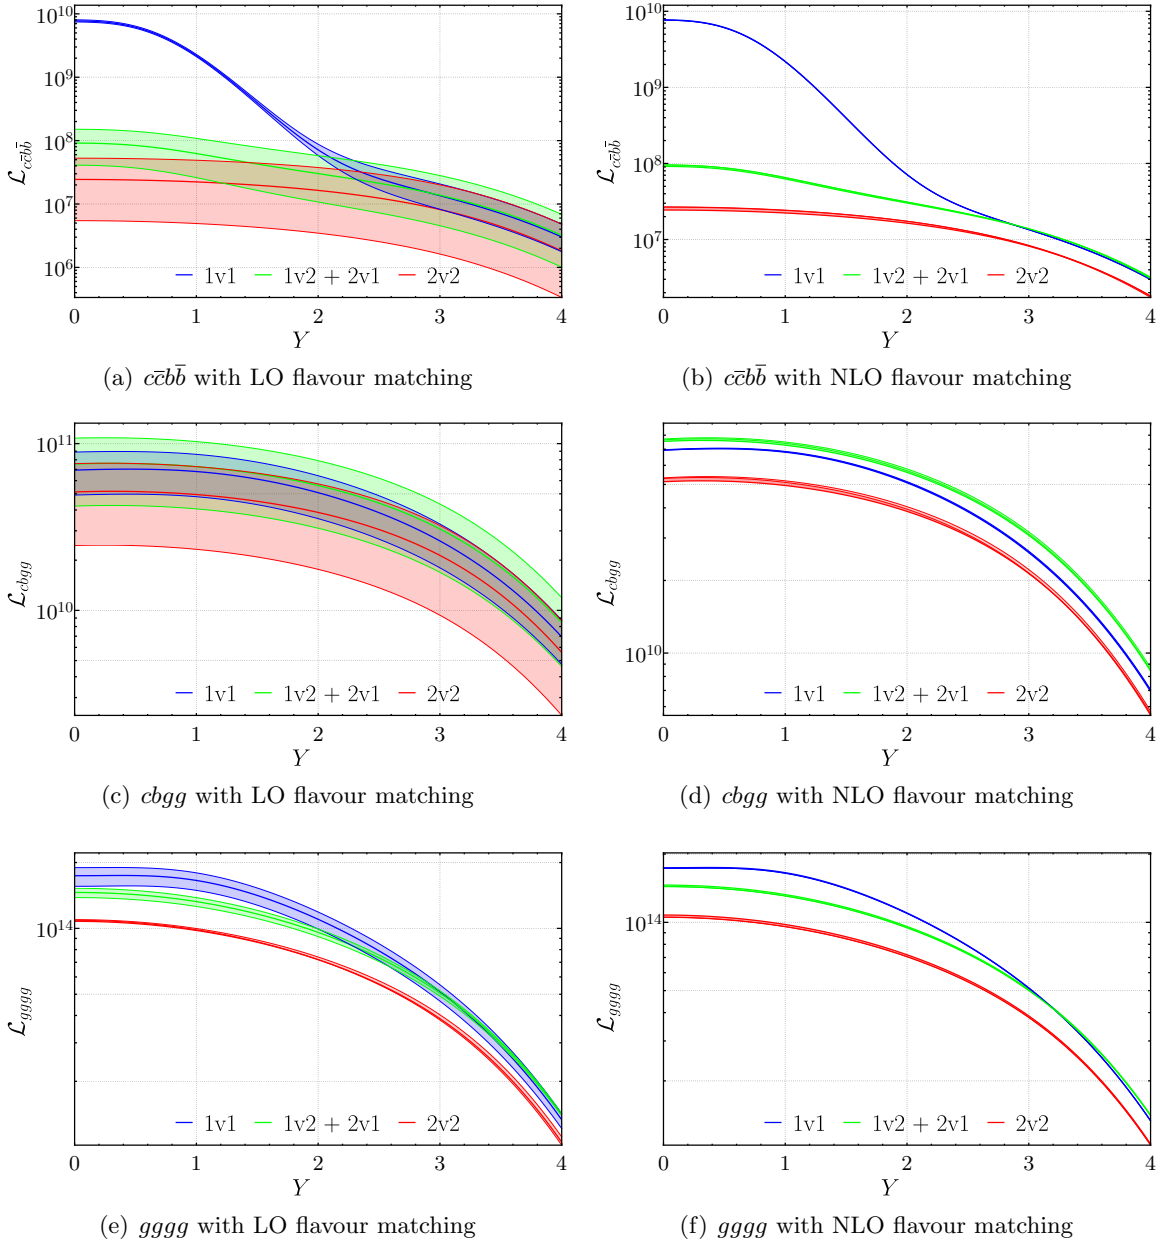 10^10
10^9
10^8
10^7
10^6
𝓛_{cc̄bb̄}
1v1 1v2 + 2v1 2v2
0 1 2 3 4
Y
(a) cc̄bb̄ with LO flavour matching
10^10
10^9
10^8
10^7
𝓛_{cc̄bb̄}
1v1 1v2 + 2v1 2v2
0 1 2 3 4
Y
(b) cc̄bb̄ with NLO flavour matching
10^11
10^10
𝓛_{cbgg}
1v1 1v2 + 2v1 2v2
0 1 2 3 4
Y
(c) cbgg with LO flavour matching
10^10
𝓛_{cbgg}
1v1 1v2 + 2v1 2v2
0 1 2 3 4
Y
(d) cbgg with NLO flavour matching
10^14
𝓛_{gggg}
1v1 1v2 + 2v1 2v2
0 1 2 3 4
Y
(e) gggg with LO flavour matching
10^14
𝓛_{gggg}
1v1 1v2 + 2v1 2v2
0 1 2 3 4
Y
(f) gggg with NLO flavour matching